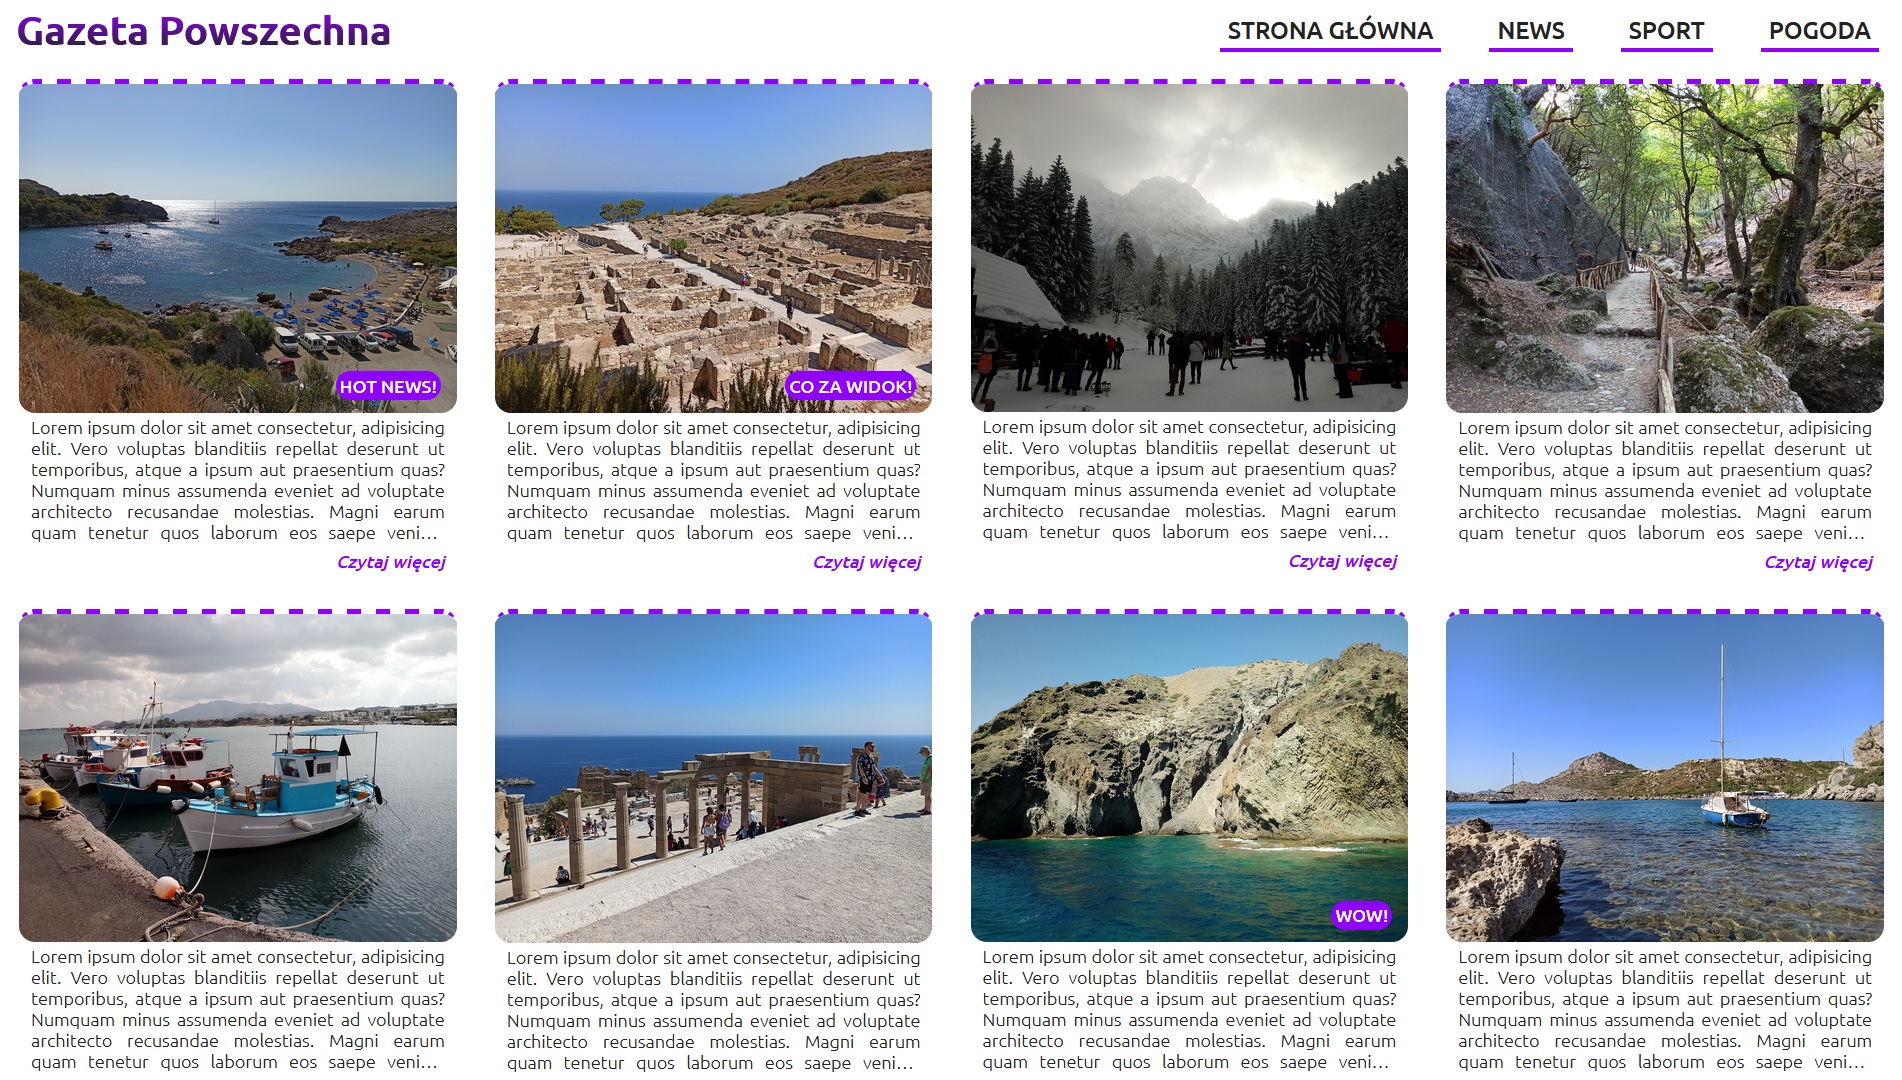 Gazeta Powszechna
STRONA GŁÓWNA NEWS SPORT POGODA
HOT NEWS!
Lorem ipsum dolor sit amet consectetur, adipisicing
elit. Vero voluptas blanditiis repellat deserunt ut
temporibus, atque a ipsum aut praesentium quas?
Numquam minus assumenda eveniet ad voluptate
architecto recusandae molestias. Magni earum
quam tenetur quos laborum eos saepe veni...
Czytaj więcej
CO ZA WIDOK!
Lorem ipsum dolor sit amet consectetur, adipisicing
elit. Vero voluptas blanditiis repellat deserunt ut
temporibus, atque a ipsum aut praesentium quas?
Numquam minus assumenda eveniet ad voluptate
architecto recusandae molestias. Magni earum
quam tenetur quos laborum eos saepe veni...
Czytaj więcej
Lorem ipsum dolor sit amet consectetur, adipisicing
elit. Vero voluptas blanditiis repellat deserunt ut
temporibus, atque a ipsum aut praesentium quas?
Numquam minus assumenda eveniet ad voluptate
architecto recusandae molestias. Magni earum
quam tenetur quos laborum eos saepe veni...
Czytaj więcej
Lorem ipsum dolor sit amet consectetur, adipisicing
elit. Vero voluptas blanditiis repellat deserunt ut
temporibus, atque a ipsum aut praesentium quas?
Numquam minus assumenda eveniet ad voluptate
architecto recusandae molestias. Magni earum
quam tenetur quos laborum eos saepe veni...
Czytaj więcej
Lorem ipsum dolor sit amet consectetur, adipisicing
elit. Vero voluptas blanditiis repellat deserunt ut
temporibus, atque a ipsum aut praesentium quas?
Numquam minus assumenda eveniet ad voluptate
architecto recusandae molestias. Magni earum
quam tenetur quos laborum eos saepe veni...
Lorem ipsum dolor sit amet consectetur, adipisicing
elit. Vero voluptas blanditiis repellat deserunt ut
temporibus, atque a ipsum aut praesentium quas?
Numquam minus assumenda eveniet ad voluptate
architecto recusandae molestias. Magni earum
quam tenetur quos laborum eos saepe veni...
WOW!
Lorem ipsum dolor sit amet consectetur, adipisicing
elit. Vero voluptas blanditiis repellat deserunt ut
temporibus, atque a ipsum aut praesentium quas?
Numquam minus assumenda eveniet ad voluptate
architecto recusandae molestias. Magni earum
quam tenetur quos laborum eos saepe veni...
Lorem ipsum dolor sit amet consectetur, adipisicing
elit. Vero voluptas blanditiis repellat deserunt ut
temporibus, atque a ipsum aut praesentium quas?
Numquam minus assumenda eveniet ad voluptate
architecto recusandae molestias. Magni earum
quam tenetur quos laborum eos saepe veni...